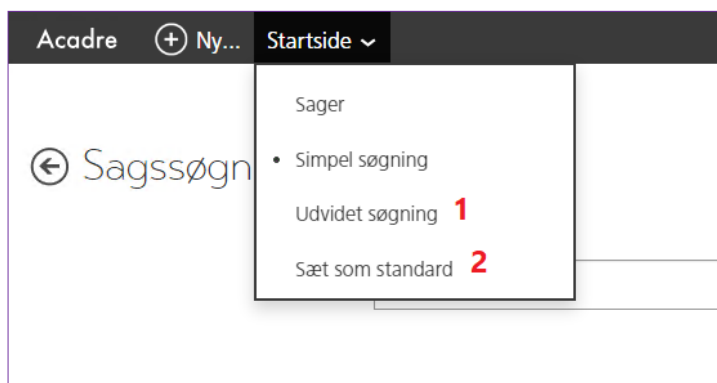 Acadre Ny... Startside
Sager
Sagssøgn
Simpel søgning
Udvidet søgning 1
Sæt som standard 2